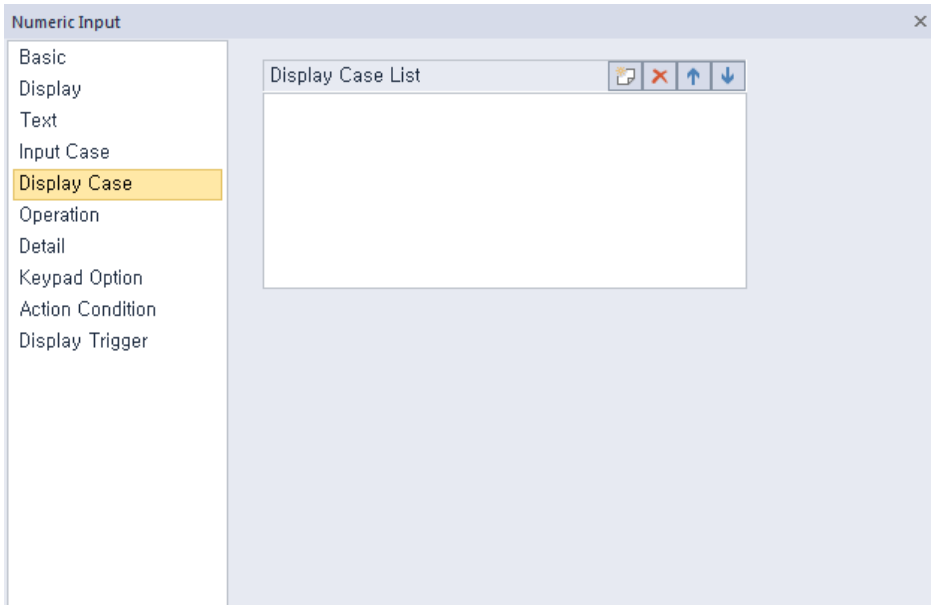 Numeric Input
Basic
Display
Text
Input Case
Display Case
Operation
Detail
Keypad Option
Action Condition
Display Trigger
Display Case List